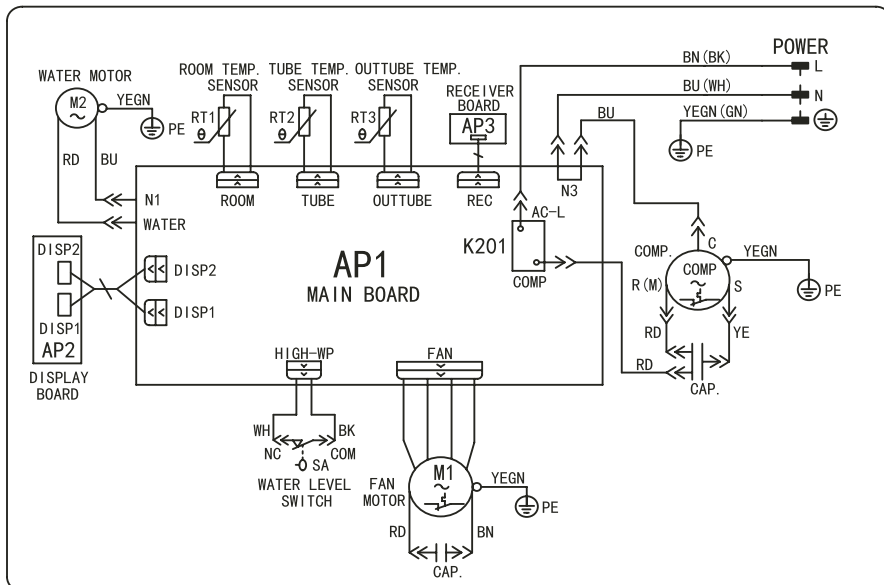 POWER
BN(BK)
L
ROOM TEMP. TUBE TEMP. OUTTUBE TEMP.
SENSOR SENSOR SENSOR
WATER MOTOR
RECEIVER
BOARD
BU(WH)
N
M2
YEGN
RT1
RT2
RT3
AP3
BU
YEGN(GN)
θ
θ
θ
PE
PE
RD
BU
N1
ROOM
TUBE
OUTTUBE
REC
N3
WATER
AC-L
K201
COMP
AP1
MAIN BOARD
COMP.
C
COMP
YEGN
DISP2
DISP2
R(M)
S
PE
DISP1
DISP1
AP2
RD
YE
DISPLAY
BOARD
HIGH-WP
FAN
RD
CAP.
WH
BK
NC
COM
SA
WATER LEVEL
SWITCH
M1
FAN
MOTOR
YEGN
PE
RD
BN
CAP.